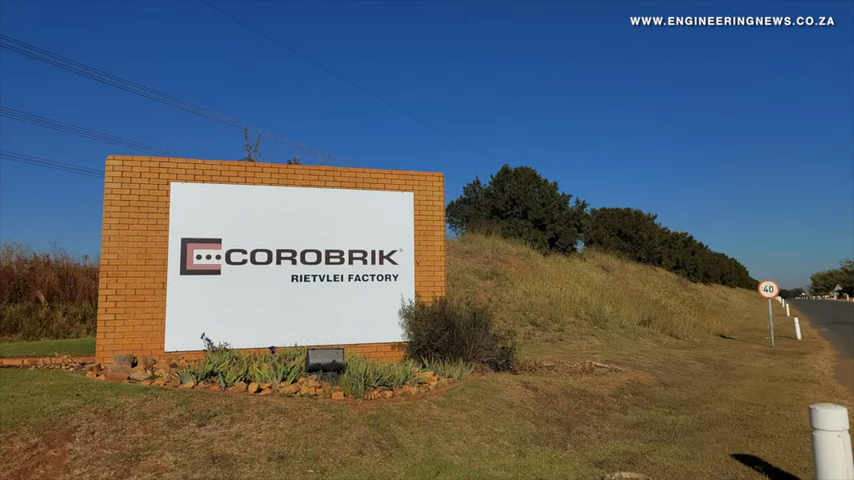 WWW.ENGINEERINGNEWS.CO.ZA
COROBRIK®
RIETVLEI FACTORY
40